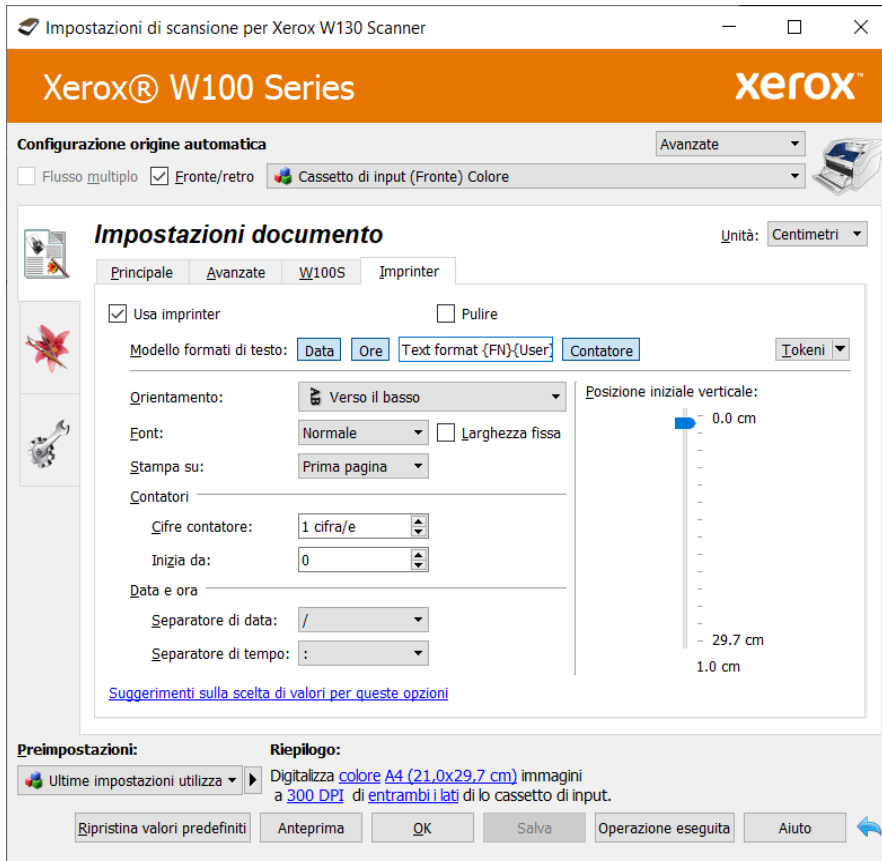 Impostazioni di scansione per Xerox W130 Scanner
Xerox® W100 Series
xerox™
Configurazione origine automatica
Avanzate
Flusso multiplo
Fronte/retro
Cassetto di input (Fronte) Colore
Impostazioni documento
Unità:
Centimetri
Principale
Avanzate
W100S
Imprinter
Usa imprinter
Pulire
Modello formati di testo:
Data
Ore
Text format {FN}{User}
Contatore
Tokeni
Orientamento:
AB
Verso il basso
Font:
Normale
Larghezza fissa
Stampa su:
Prima pagina
Contatori
Cifre contatore:
1 cifra/e
Inizia da:
0
Data e ora
Separatore di data:
/
Separatore di tempo:
:
Posizione iniziale verticale:
0.0 cm
29.7 cm
1.0 cm
Suggerimenti sulla scelta di valori per queste opzioni
Preimpostazioni:
Ultime impostazioni utilizza
Riepilogo:
Digitalizza colore A4 (21,0x29,7 cm) immagini
a 300 DPI di entrambi i lati di lo cassetto di input.
Ripristina valori predefiniti
Anteprima
OK
Salva
Operazione eseguita
Aiuto